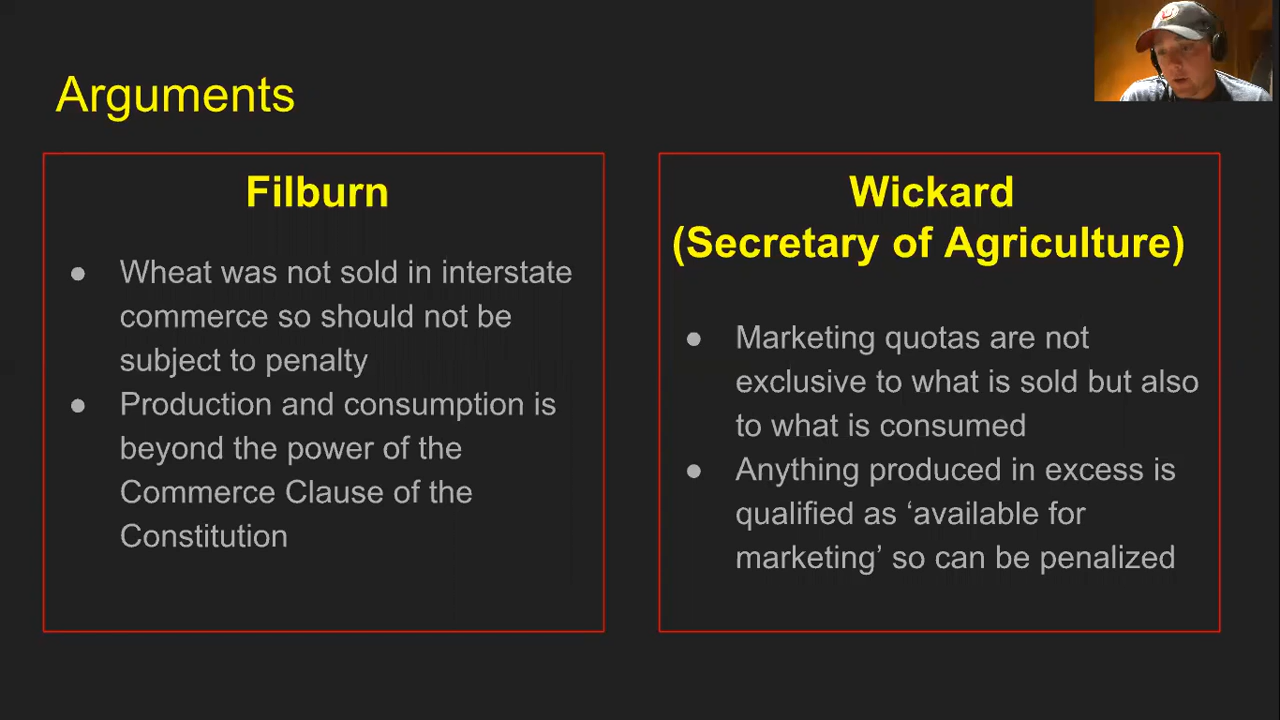 Arguments
Filburn
● Wheat was not sold in interstate
commerce so should not be
subject to penalty
● Production and consumption is
beyond the power of the
Commerce Clause of the
Constitution
Wickard
(Secretary of Agriculture)
● Marketing quotas are not
exclusive to what is sold but also
to what is consumed
● Anything produced in excess is
qualified as ‘available for
marketing’ so can be penalized